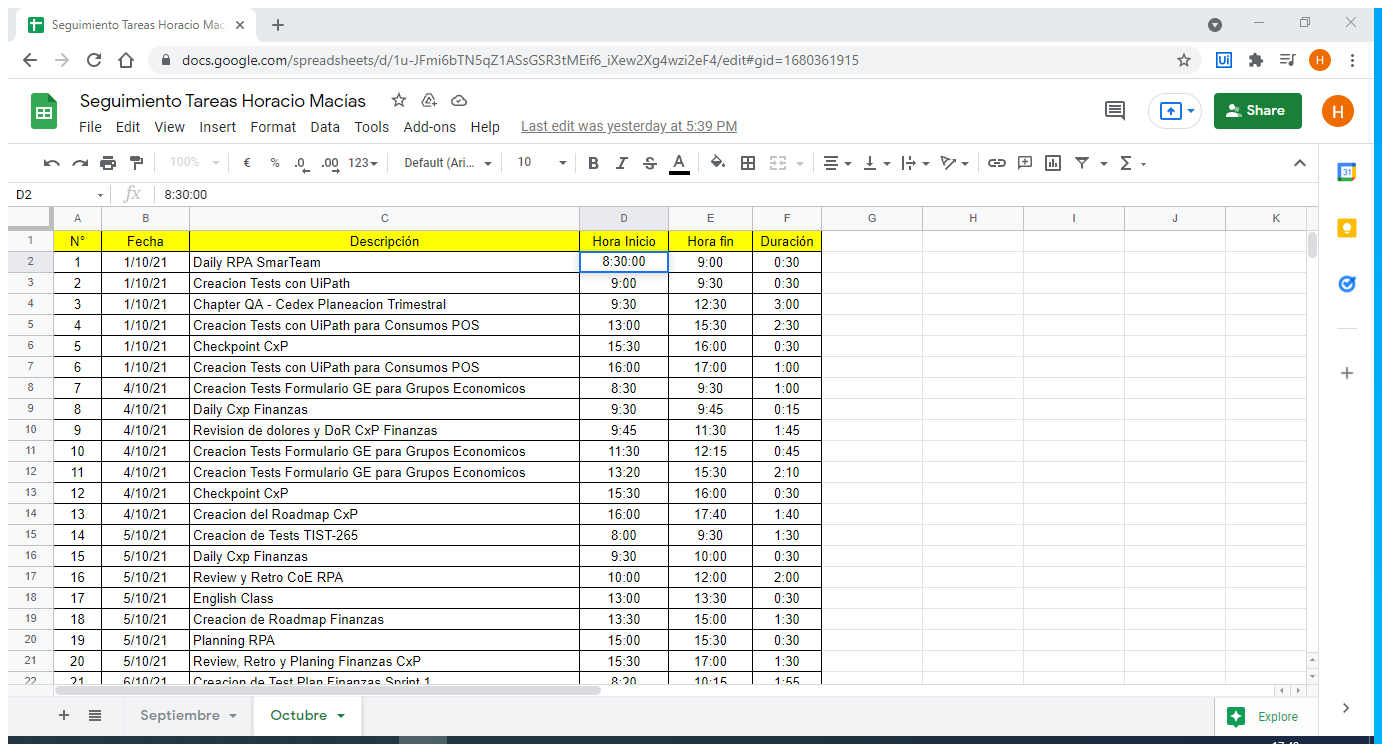 Seguimiento Tareas Horacio Mac
docs.google.com/spreadsheets/d/1u-JFmi6bTN5qZ1ASsGSR3tMEif6_iXew2Xg4wzi2eF4/edit#gid=1680361915
Ui
H
Seguimiento Tareas Horacio Macías
File Edit View Insert Format Data Tools Add-ons Help Last edit was yesterday at 5:39 PM
Share
H
100% € % .0 .00 123 Default (Ari... 10 B I S A
31
D2 fx 8:30:00
A B C D E F G H I J K
1 N° Fecha Descripción Hora Inicio Hora fin Duración
2 1 1/10/21 Daily RPA SmarTeam 8:30:00 9:00 0:30
3 2 1/10/21 Creacion Tests con UiPath 9:00 9:30 0:30
4 3 1/10/21 Chapter QA - Cedex Planeacion Trimestral 9:30 12:30 3:00
5 4 1/10/21 Creacion Tests con UiPath para Consumos POS 13:00 15:30 2:30
6 5 1/10/21 Checkpoint CxP 15:30 16:00 0:30
7 6 1/10/21 Creacion Tests con UiPath para Consumos POS 16:00 17:00 1:00
8 7 4/10/21 Creacion Tests Formulario GE para Grupos Economicos 8:30 9:30 1:00
9 8 4/10/21 Daily Cxp Finanzas 9:30 9:45 0:15
10 9 4/10/21 Revision de dolores y DoR CxP Finanzas 9:45 11:30 1:45
11 10 4/10/21 Creacion Tests Formulario GE para Grupos Economicos 11:30 12:15 0:45
12 11 4/10/21 Creacion Tests Formulario GE para Grupos Economicos 13:20 15:30 2:10
13 12 4/10/21 Checkpoint CxP 15:30 16:00 0:30
14 13 4/10/21 Creacion del Roadmap CxP 16:00 17:40 1:40
15 14 5/10/21 Creacion de Tests TIST-265 8:00 9:30 1:30
16 15 5/10/21 Daily Cxp Finanzas 9:30 10:00 0:30
17 16 5/10/21 Review y Retro CoE RPA 10:00 12:00 2:00
18 17 5/10/21 English Class 13:00 13:30 0:30
19 18 5/10/21 Creacion de Roadmap Finanzas 13:30 15:00 1:30
20 19 5/10/21 Planning RPA 15:00 15:30 0:30
21 20 5/10/21 Review, Retro y Planing Finanzas CxP 15:30 17:00 1:30
22 21 6/10/21 Creacion de Test Plan Finanzas Sprint 1 8:20 10:15 1:55
Septiembre Octubre Explore